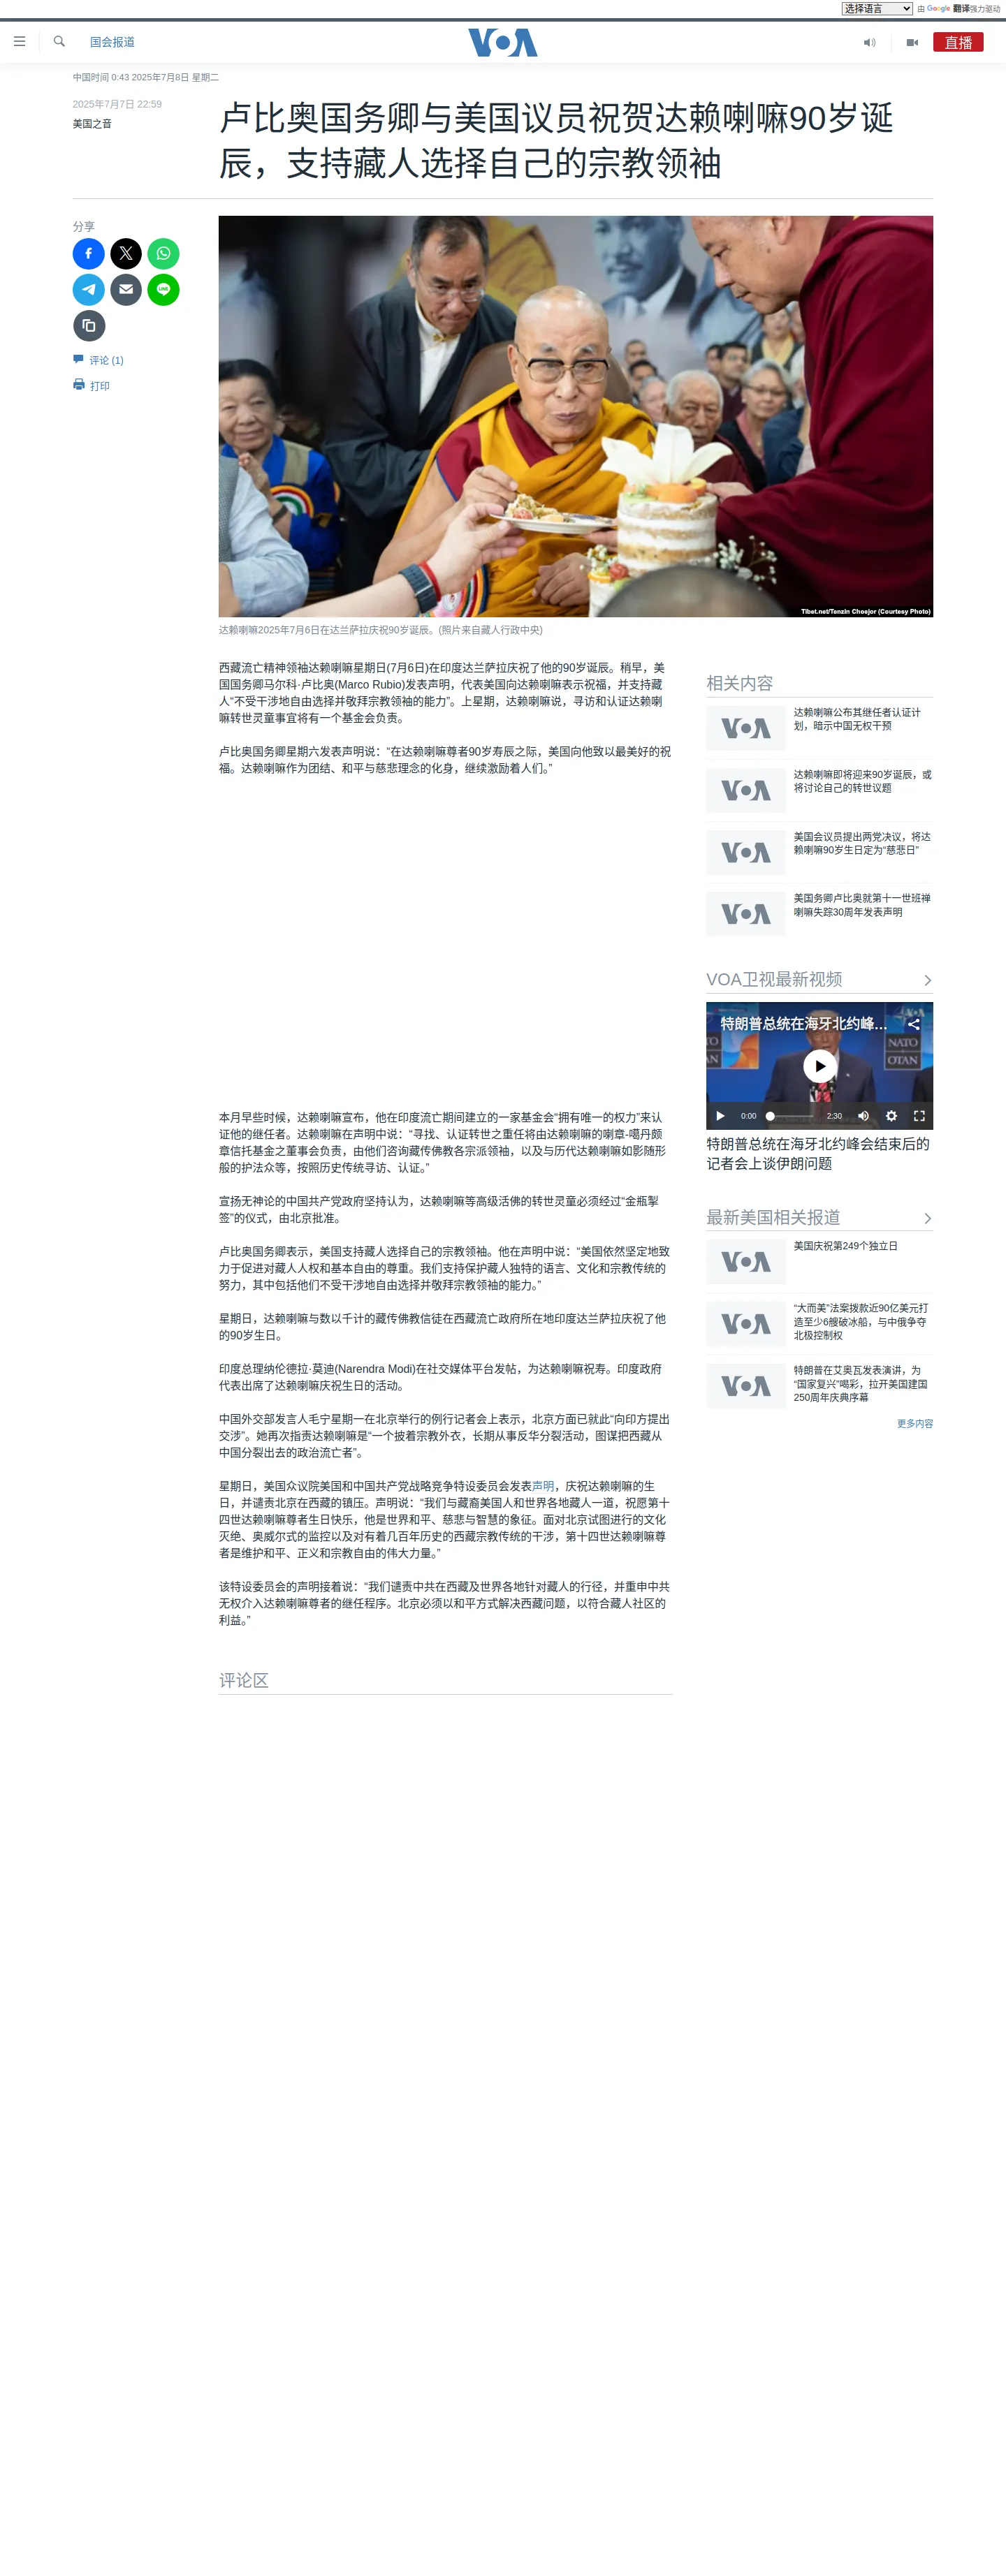 选择语言
由 Google 翻译强力驱动
国会报道
VOA
直播
中国时间 0:43 2025年7月8日 星期二
2025年7月7日 22:59
美国之音
卢比奥国务卿与美国议员祝贺达赖喇嘛90岁诞
辰，支持藏人选择自己的宗教领袖
分享
LINE
评论 (1)
打印
Tibet.net/Tenzin Choejor (Courtesy Photo)
达赖喇嘛2025年7月6日在达兰萨拉庆祝90岁诞辰。(照片来自藏人行政中央)
西藏流亡精神领袖达赖喇嘛星期日(7月6日)在印度达兰萨拉庆祝了他的90岁诞辰。稍早，美
国国务卿马尔科·卢比奥(Marco Rubio)发表声明，代表美国向达赖喇嘛表示祝福，并支持藏
人“不受干涉地自由选择并敬拜宗教领袖的能力”。上星期，达赖喇嘛说，寻访和认证达赖喇
嘛转世灵童事宜将有一个基金会负责。
卢比奥国务卿星期六发表声明说：“在达赖喇嘛尊者90岁寿辰之际，美国向他致以最美好的祝
福。达赖喇嘛作为团结、和平与慈悲理念的化身，继续激励着人们。”
本月早些时候，达赖喇嘛宣布，他在印度流亡期间建立的一家基金会“拥有唯一的权力”来认
证他的继任者。达赖喇嘛在声明中说：“寻找、认证转世之重任将由达赖喇嘛的喇章-噶丹颇
章信托基金之董事会负责，由他们咨询藏传佛教各宗派领袖，以及与历代达赖喇嘛如影随形
般的护法众等，按照历史传统寻访、认证。”
宣扬无神论的中国共产党政府坚持认为，达赖喇嘛等高级活佛的转世灵童必须经过“金瓶掣
签”的仪式，由北京批准。
卢比奥国务卿表示，美国支持藏人选择自己的宗教领袖。他在声明中说：“美国依然坚定地致
力于促进对藏人人权和基本自由的尊重。我们支持保护藏人独特的语言、文化和宗教传统的
努力，其中包括他们不受干涉地自由选择并敬拜宗教领袖的能力。”
星期日，达赖喇嘛与数以千计的藏传佛教信徒在西藏流亡政府所在地印度达兰萨拉庆祝了他
的90岁生日。
印度总理纳伦德拉·莫迪(Narendra Modi)在社交媒体平台发帖，为达赖喇嘛祝寿。印度政府
代表出席了达赖喇嘛庆祝生日的活动。
中国外交部发言人毛宁星期一在北京举行的例行记者会上表示，北京方面已就此“向印方提出
交涉”。她再次指责达赖喇嘛是“一个披着宗教外衣，长期从事反华分裂活动，图谋把西藏从
中国分裂出去的政治流亡者”。
星期日，美国众议院美国和中国共产党战略竞争特设委员会发表声明，庆祝达赖喇嘛的生
日，并谴责北京在西藏的镇压。声明说：“我们与藏裔美国人和世界各地藏人一道，祝愿第十
四世达赖喇嘛尊者生日快乐，他是世界和平、慈悲与智慧的象征。面对北京试图进行的文化
灭绝、奥威尔式的监控以及对有着几百年历史的西藏宗教传统的干涉，第十四世达赖喇嘛尊
者是维护和平、正义和宗教自由的伟大力量。”
该特设委员会的声明接着说：“我们谴责中共在西藏及世界各地针对藏人的行径，并重申中共
无权介入达赖喇嘛尊者的继任程序。北京必须以和平方式解决西藏问题，以符合藏人社区的
利益。”
评论区
相关内容
VOA
达赖喇嘛公布其继任者认证计
划，暗示中国无权干预
VOA
达赖喇嘛即将迎来90岁诞辰，或
将讨论自己的转世议题
VOA
美国会议员提出两党决议，将达
赖喇嘛90岁生日定为“慈悲日”
VOA
美国务卿卢比奥就第十一世班禅
喇嘛失踪30周年发表声明
VOA卫视最新视频
特朗普总统在海牙北约峰...
VOA
NATO
OTAN
0:00
2:30
特朗普总统在海牙北约峰会结束后的
记者会上谈伊朗问题
最新美国相关报道
VOA
美国庆祝第249个独立日
VOA
“大而美”法案拨款近90亿美元打
造至少6艘破冰船，与中俄争夺
北极控制权
VOA
特朗普在艾奥瓦发表演讲，为
“国家复兴”喝彩，拉开美国建国
250周年庆典序幕
更多内容